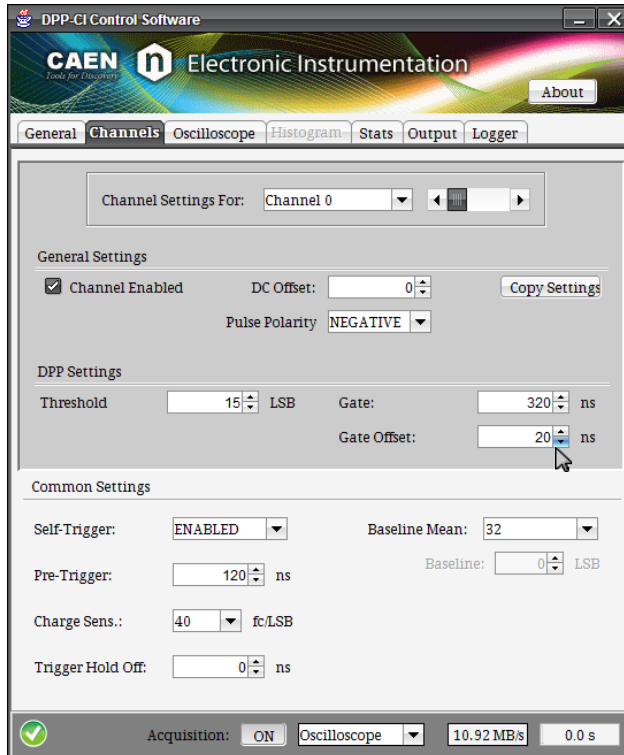 DPP-CI Control Software
CAEN n Electronic Instrumentation
Tools for Discovery
About
General Channels Oscilloscope Histogram Stats Output Logger
Channel Settings For: Channel 0
General Settings
Channel Enabled DC Offset: 0 Copy Settings
Pulse Polarity NEGATIVE
DPP Settings
Threshold 15 LSB Gate: 320 ns
Gate Offset: 20 ns
Common Settings
Self-Trigger: ENABLED Baseline Mean: 32
Baseline: 0 LSB
Pre-Trigger: 120 ns
Charge Sens.: 40 fc/LSB
Trigger Hold Off: 0 ns
Acquisition: ON Oscilloscope 10.92 MB/s 0.0 s